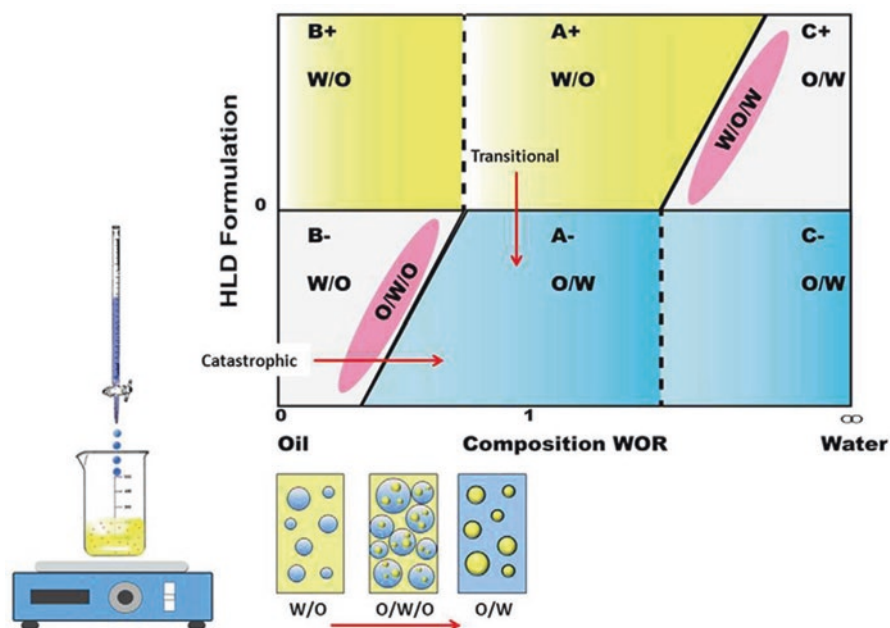 B+
W/O
A+
W/O
C+
O/W
W/O/W
Transitional
HLD Formulation
0
B-
W/O
O/W/O
A-
O/W
C-
O/W
Catastrophic
0
1
∞
Oil
Composition WOR
Water
W/O
O/W/O
O/W